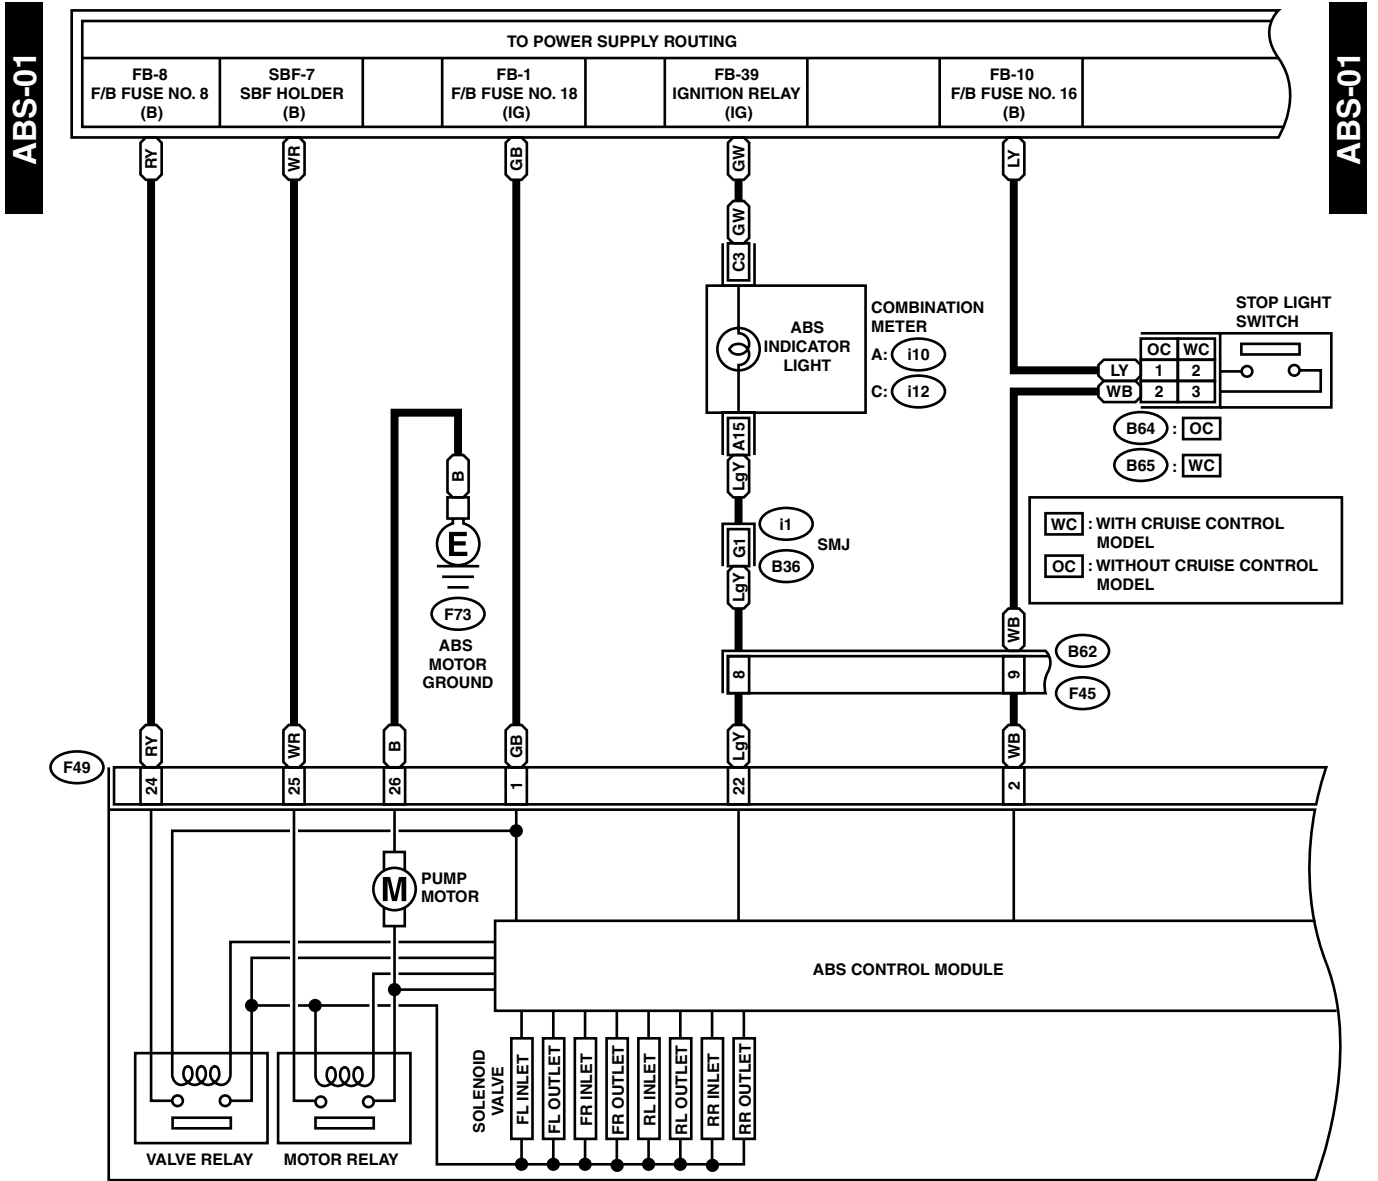 ABS-01
ABS-01
TO POWER SUPPLY ROUTING
FB-8
F/B FUSE NO. 8
(B)
SBF-7
SBF HOLDER
(B)
FB-1
F/B FUSE NO. 18
(IG)
FB-39
IGNITION RELAY
(IG)
FB-10
F/B FUSE NO. 16
(B)
RY
WR
GB
GW
LY
GW
C3
ABS
INDICATOR
LIGHT
COMBINATION
METER
A: i10
C: i12
STOP LIGHT
SWITCH
OC WC
LY 1 2
WB 2 3
B64 : OC
B65 : WC
A15
LgY
B
E
F73
ABS
MOTOR
GROUND
i1
G1
SMJ
B36
LgY
WC : WITH CRUISE CONTROL
MODEL
OC : WITHOUT CRUISE CONTROL
MODEL
WB
B62
8
9
F45
RY
WR
B
GB
LgY
WB
F49
24
25
26
1
22
2
M
PUMP
MOTOR
ABS CONTROL MODULE
SOLENOID
VALVE
FL INLET
FL OUTLET
FR INLET
FR OUTLET
RL INLET
RL OUTLET
RR INLET
RR OUTLET
VALVE RELAY
MOTOR RELAY